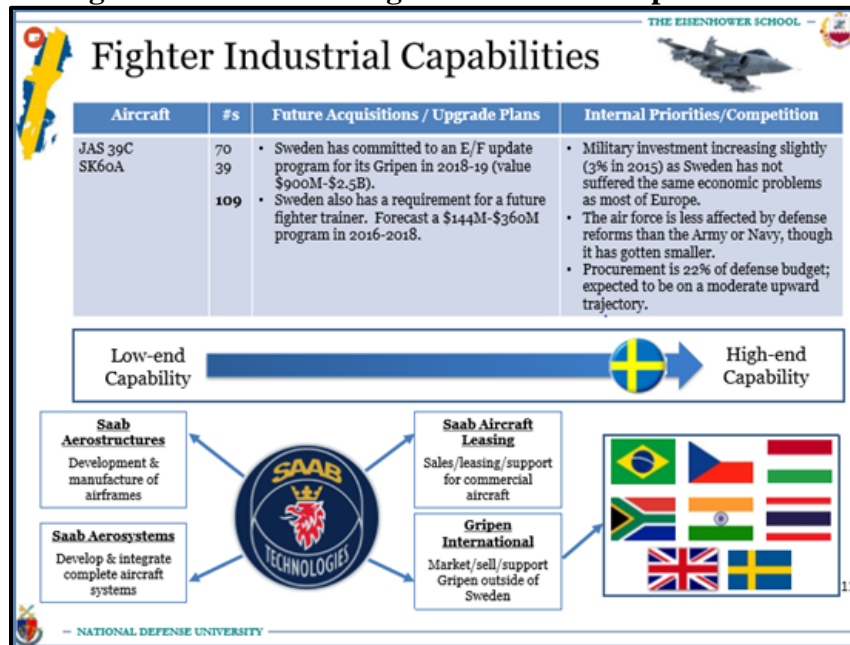 THE EISENHOWER SCHOOL
Fighter Industrial Capabilities
Aircraft
#s
Future Acquisitions / Upgrade Plans
Internal Priorities/Competition
JAS 39C
SK60A
70
39
109
• Sweden has committed to an E/F update
program for its Gripen in 2018-19 (value
$900M-$2.5B).
• Sweden also has a requirement for a future
fighter trainer. Forecast a $144M-$360M
program in 2016-2018.
• Military investment increasing slightly
(3% in 2015) as Sweden has not
suffered the same economic problems
as most of Europe.
• The air force is less affected by defense
reforms than the Army or Navy, though
it has gotten smaller.
• Procurement is 22% of defense budget;
expected to be on a moderate upward
trajectory.
Low-end
Capability
High-end
Capability
Saab
Aerostructures
Development &
manufacture of
airframes
Saab Aerosystems
Develop & integrate
complete aircraft
systems
SAAB
TECHNOLOGIES
Saab Aircraft
Leasing
Sales/leasing/support
for commercial
aircraft
Gripen
International
Market/sell/support
Gripen outside of
Sweden
NATIONAL DEFENSE UNIVERSITY